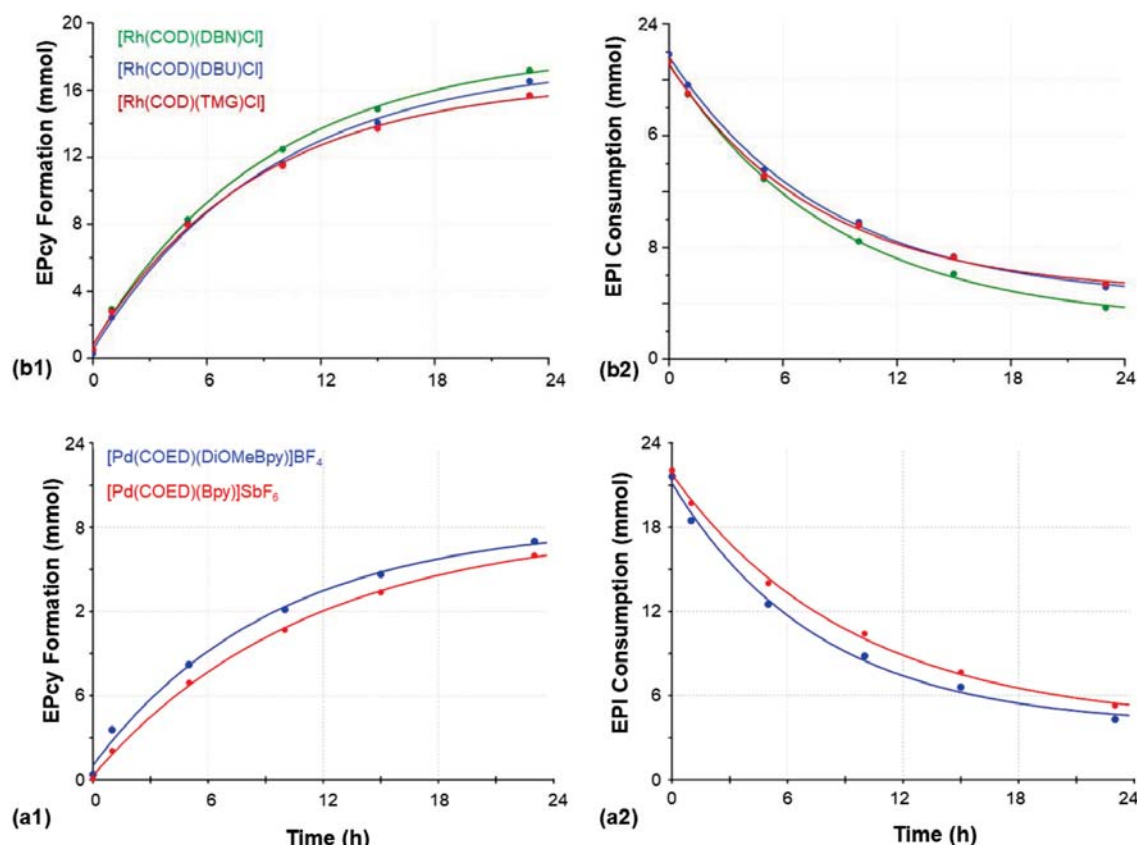 20
16
12
8
4
0
EPcy Formation (mmol)
[Rh(COD)(DBN)Cl]
[Rh(COD)(DBU)Cl]
[Rh(COD)(TMG)Cl]
0 6 12 18 24
(b1)
24
6
8
0
EPI Consumption (mmol)
0 6 12 18 24
(b2)
24
8
2
6
0
EPcy Formation (mmol)
[Pd(COED)(DiOMeBpy)]BF4
[Pd(COED)(Bpy)]SbF6
0 6 12 18 24
(a1)
Time (h)
24
18
12
6
0
EPI Consumption (mmol)
0 6 12 18 24
(a2)
Time (h)